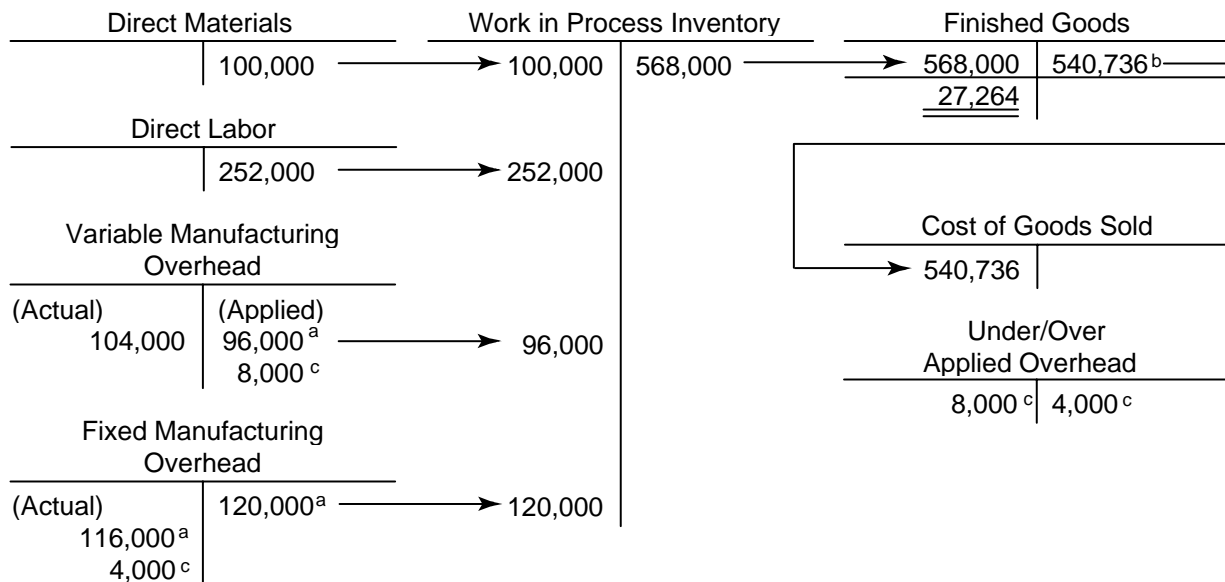 Direct Materials
100,000
Direct Labor
252,000
Variable Manufacturing
Overhead
(Actual) (Applied)
104,000 96,000 a
8,000 c
Fixed Manufacturing
Overhead
(Actual) 120,000 a
116,000 a
4,000 c
Work in Process Inventory
100,000 568,000
252,000
96,000
120,000
Finished Goods
568,000 540,736 b
27,264
Cost of Goods Sold
540,736
Under/Over
Applied Overhead
8,000 c 4,000 c